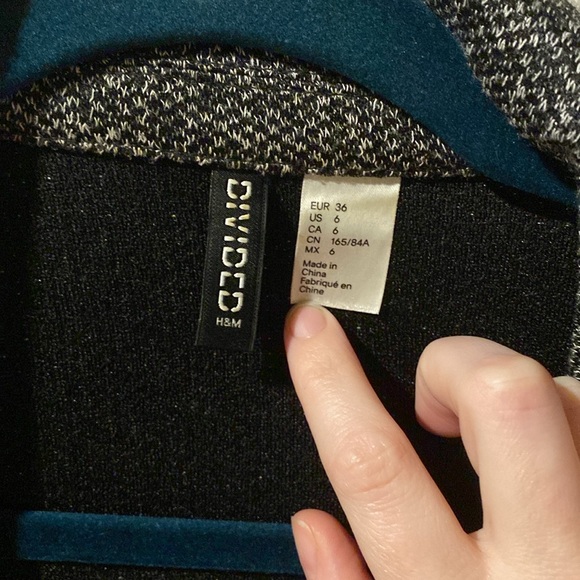 DIVIDED
H&M
EUR 36
US 6
CA 6
CN 165/84A
MX 6
Made in
China
Fabriqué en
Chine